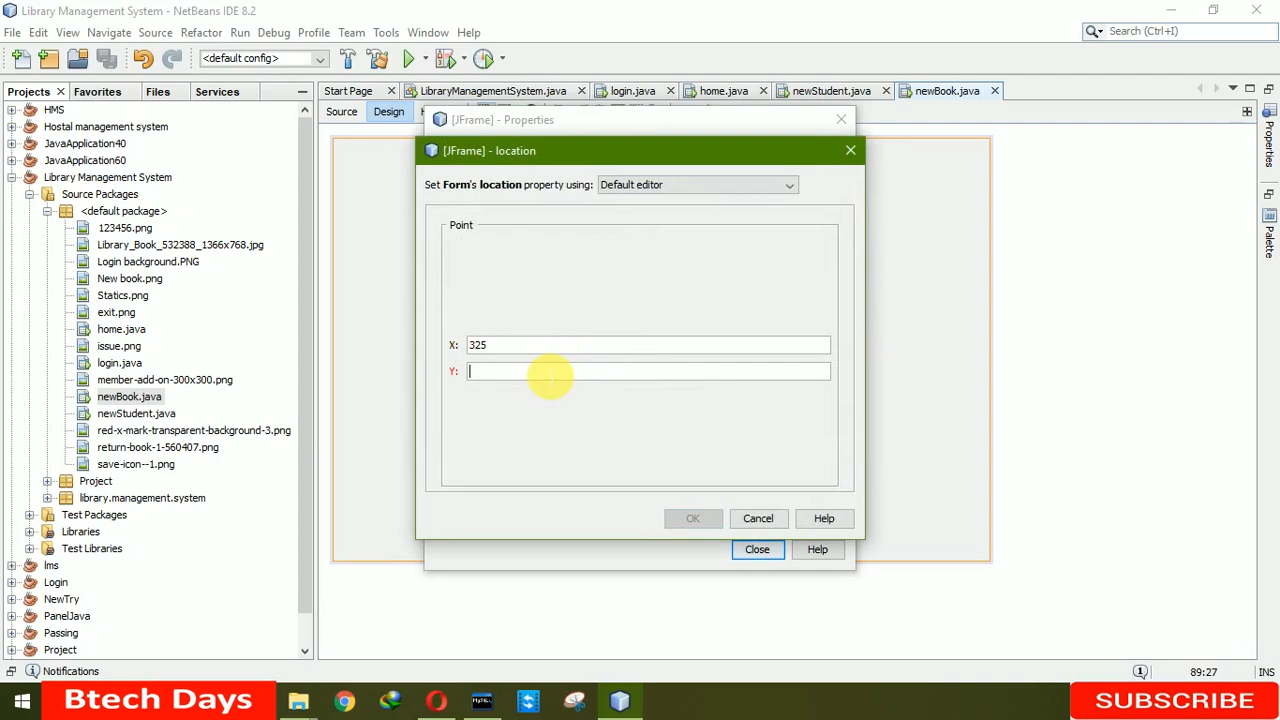 Library Management System - NetBeans IDE 8.2
File Edit View Navigate Source Refactor Run Debug Profile Team Tools Window Help
Search (Ctrl+I)
<default config>
Projects Favorites Files Services
Start Page LibraryManagementSystem.java login.java home.java newStudent.java newBook.java
Source Design
[JFrame] - Properties
[JFrame] - location
Set Form's location property using: Default editor
Point
X: 325
Y:
OK Cancel Help
Close Help
HMS
Hostal management system
JavaApplication40
JavaApplication60
Library Management System
Source Packages
<default package>
123456.png
Library_Book_532388_1366x768.jpg
Login background.PNG
New book.png
Statics.png
exit.png
home.java
issue.png
login.java
member-add-on-300x300.png
newBook.java
newStudent.java
red-x-mark-transparent-background-3.png
return-book-1-560407.png
save-icon--1.png
Project
library.management.system
Test Packages
Libraries
Test Libraries
lms
Login
NewTry
PanelJava
Passing
Project
Properties
Palette
Notifications
89:27 INS
Btech Days
MySQL
SUBSCRIBE